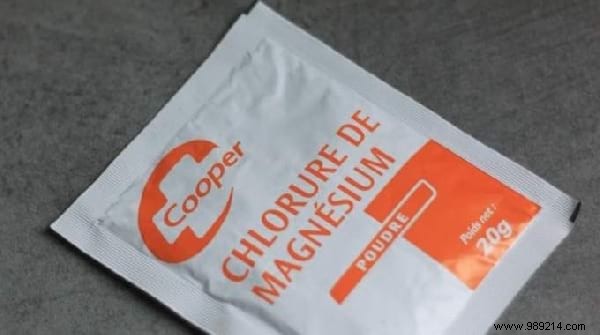 Cooper
CHLORURE DE
MAGNÉSIUM
POUDRE
Poids net :
20g
www.989214.com